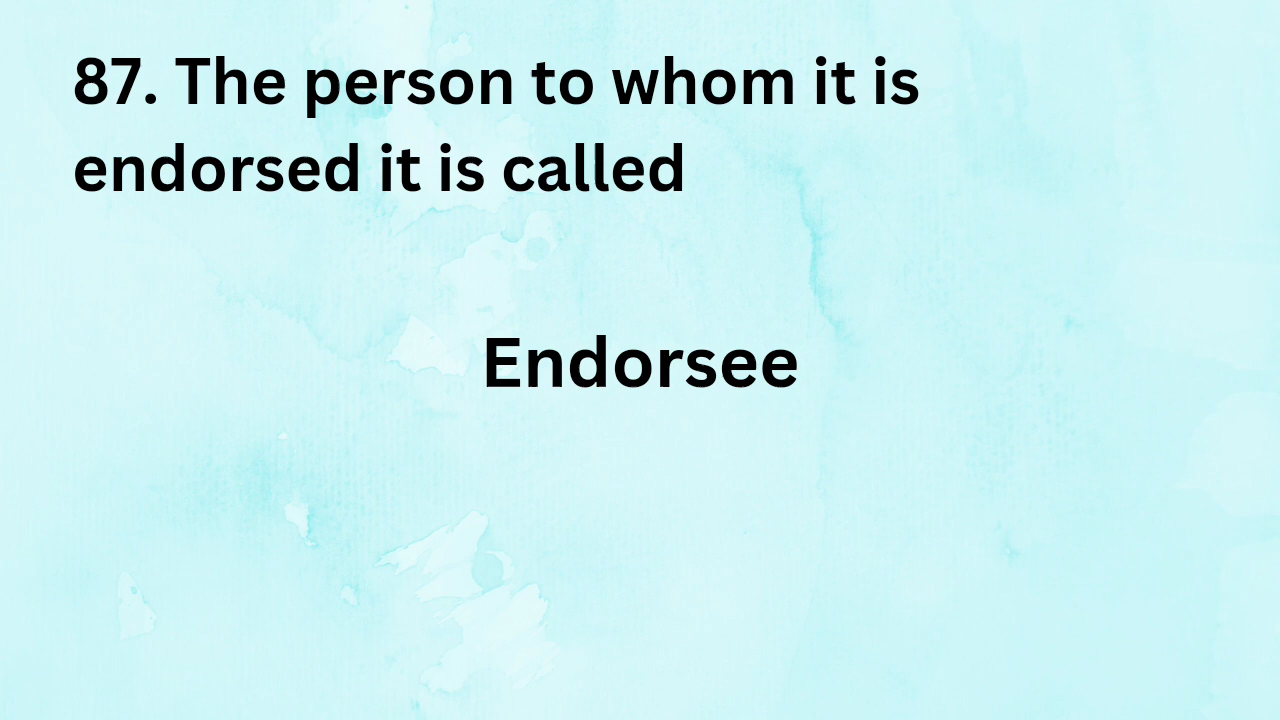 87. The person to whom it is
endorsed it is called
Endorsee